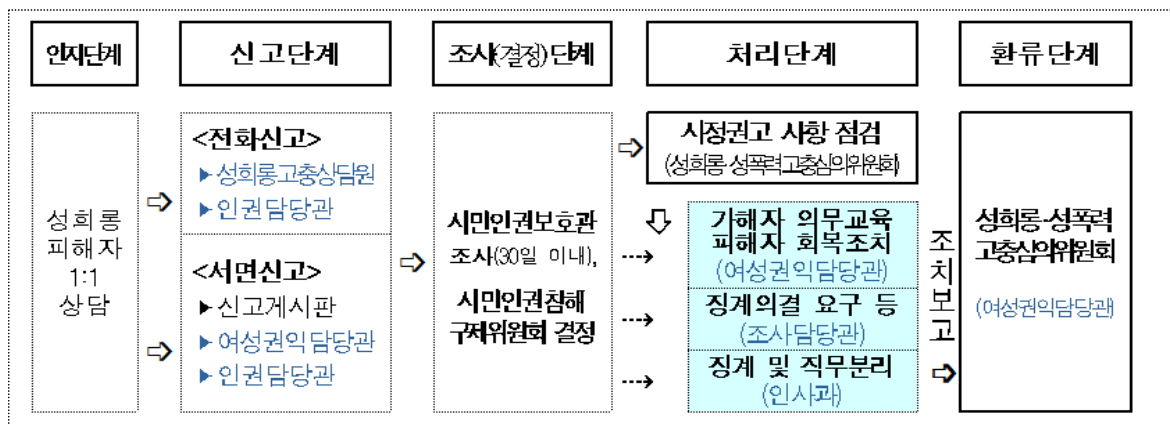 인지단계
신고단계
조사(결정)단계
처리단계
환류단계
성희롱
피해자
1:1
상담
<전화신고>
▶성희롱고충상담원
▶인권담당관
<서면신고>
▶신고게시판
▶여성권익담당관
▶인권담당관
시민인권보호관
조사(30일 이내),
시민인권침해
구제위원회 결정
시정권고 사항 점검
(성희롱·성폭력고충심의위원회)
가해자 의무교육
피해자 회복조치
(여성권익담당관)
징계의결 요구 등
(조사담당관)
징계 및 직무분리
(인사과)
조치보고
성희롱·성폭력
고충심의위원회
(여성권익담당관)